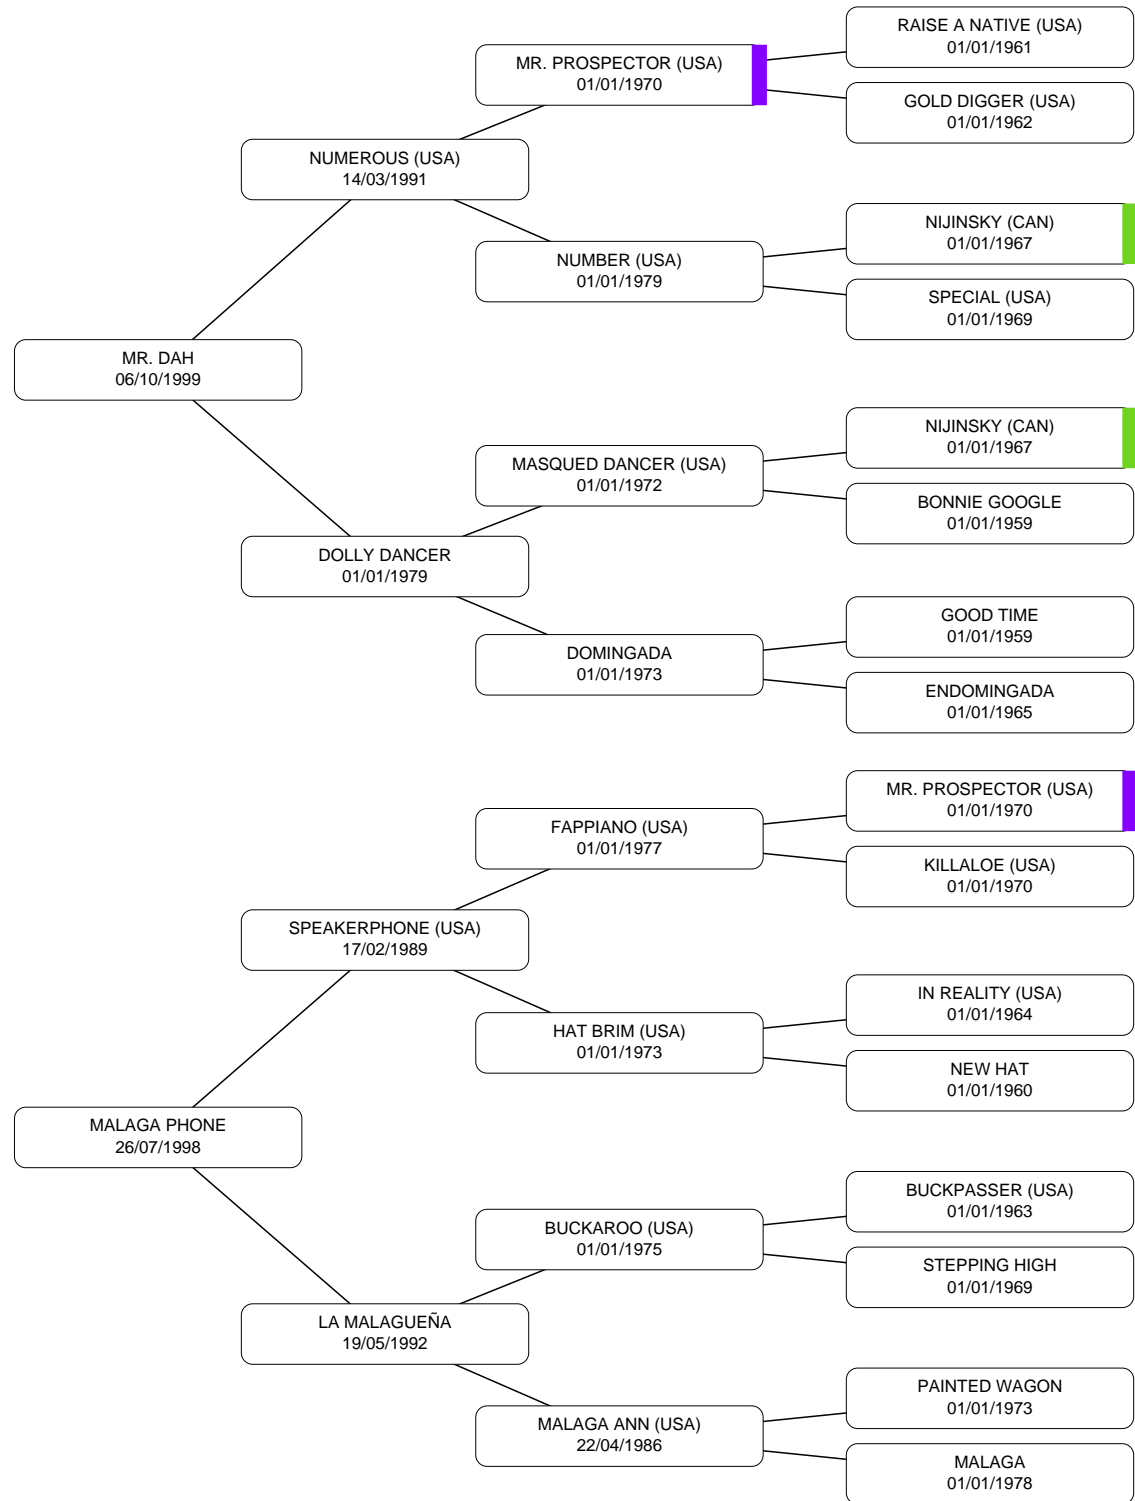 RAISE A NATIVE (USA)
01/01/1961
MR. PROSPECTOR (USA)
01/01/1970
GOLD DIGGER (USA)
01/01/1962
NUMEROUS (USA)
14/03/1991
NIJINSKY (CAN)
01/01/1967
NUMBER (USA)
01/01/1979
SPECIAL (USA)
01/01/1969
MR. DAH
06/10/1999
NIJINSKY (CAN)
01/01/1967
MASQUED DANCER (USA)
01/01/1972
BONNIE GOOGLE
01/01/1959
DOLLY DANCER
01/01/1979
GOOD TIME
01/01/1959
DOMINGADA
01/01/1973
ENDOMINGADA
01/01/1965
MR. PROSPECTOR (USA)
01/01/1970
FAPPIANO (USA)
01/01/1977
KILLALOE (USA)
01/01/1970
SPEAKERPHONE (USA)
17/02/1989
IN REALITY (USA)
01/01/1964
HAT BRIM (USA)
01/01/1973
NEW HAT
01/01/1960
MALAGA PHONE
26/07/1998
BUCKPASSER (USA)
01/01/1963
BUCKAROO (USA)
01/01/1975
STEPPING HIGH
01/01/1969
LA MALAGUEÑA
19/05/1992
PAINTED WAGON
01/01/1973
MALAGA ANN (USA)
22/04/1986
MALAGA
01/01/1978